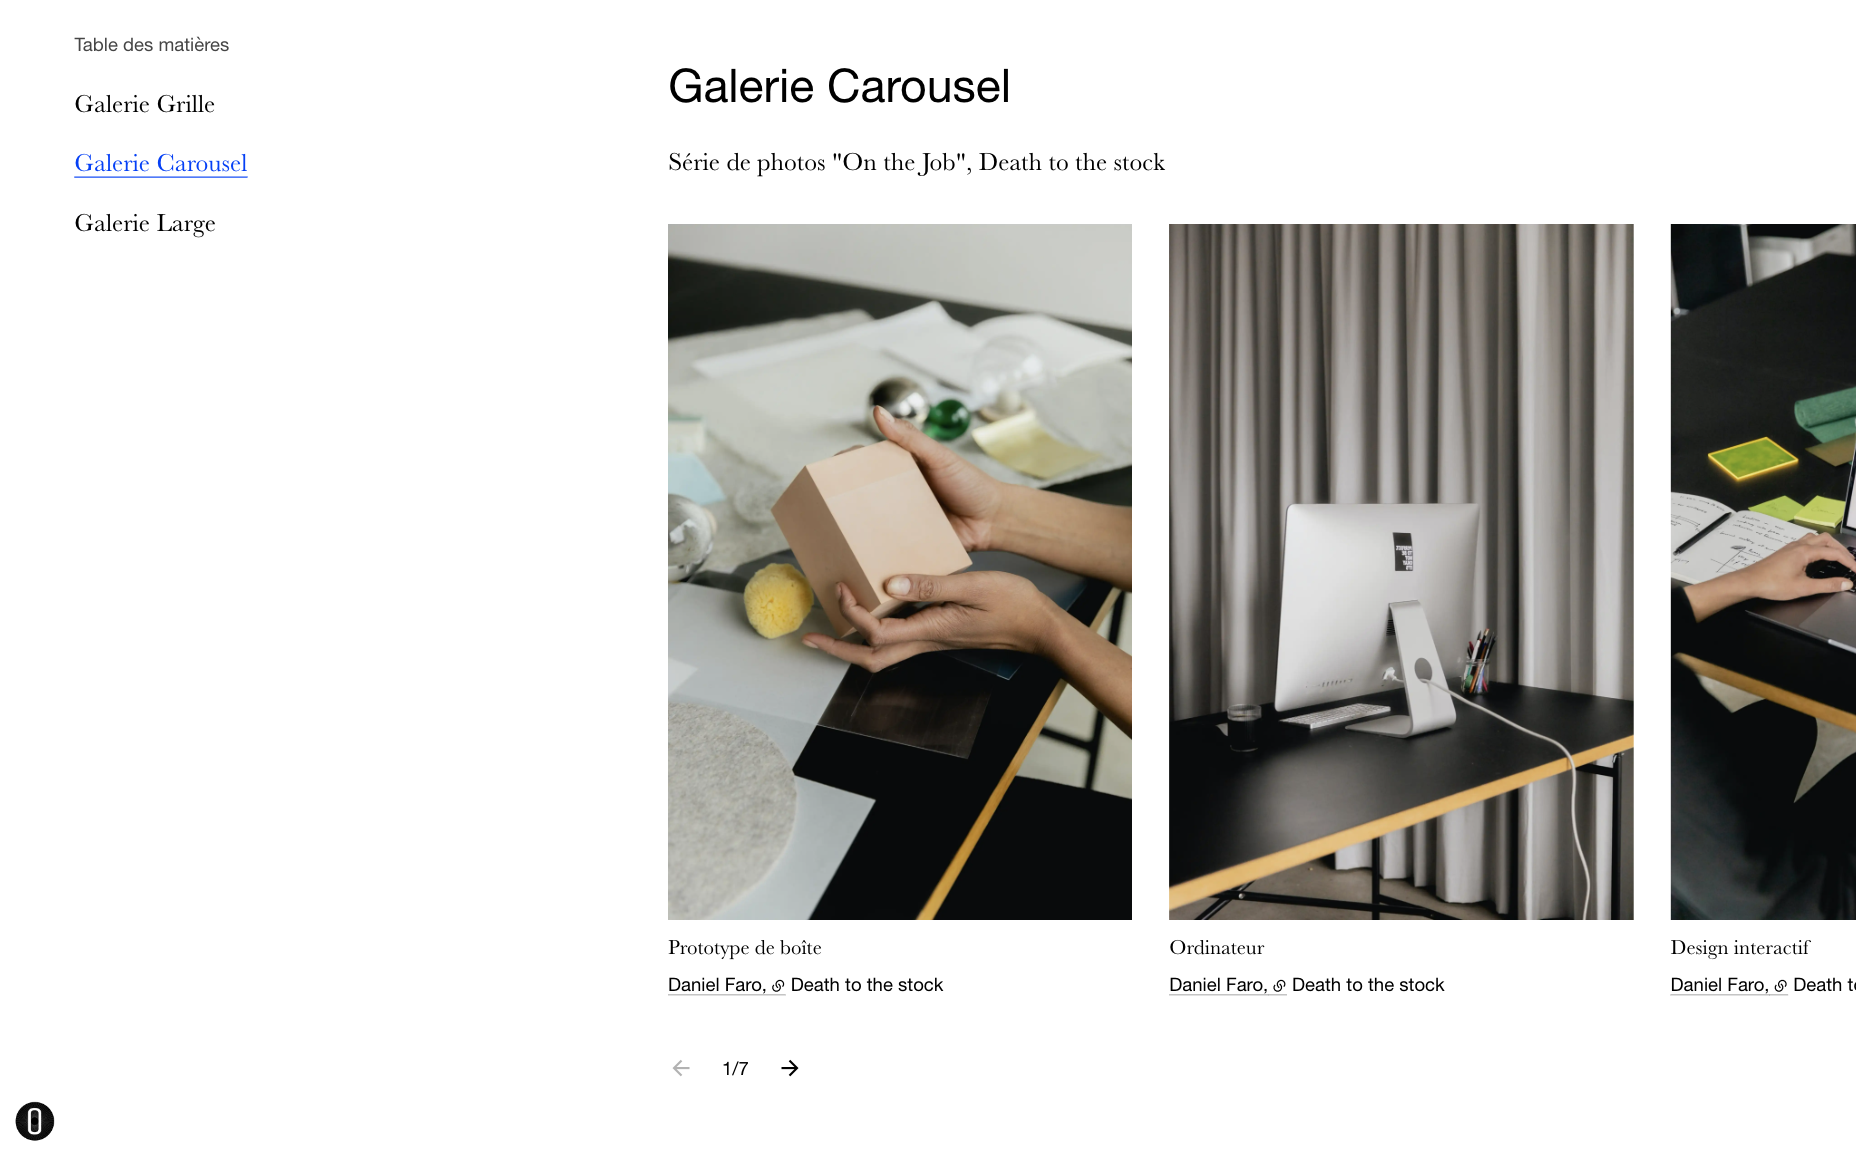 Table des matières
Galerie Grille
Galerie Carousel
Galerie Large
Galerie Carousel
Série de photos "On the Job", Death to the stock
Prototype de boîte
Daniel Faro, Death to the stock
Ordinateur
Daniel Faro, Death to the stock
Design interactif
Daniel Faro, Death t
1/7